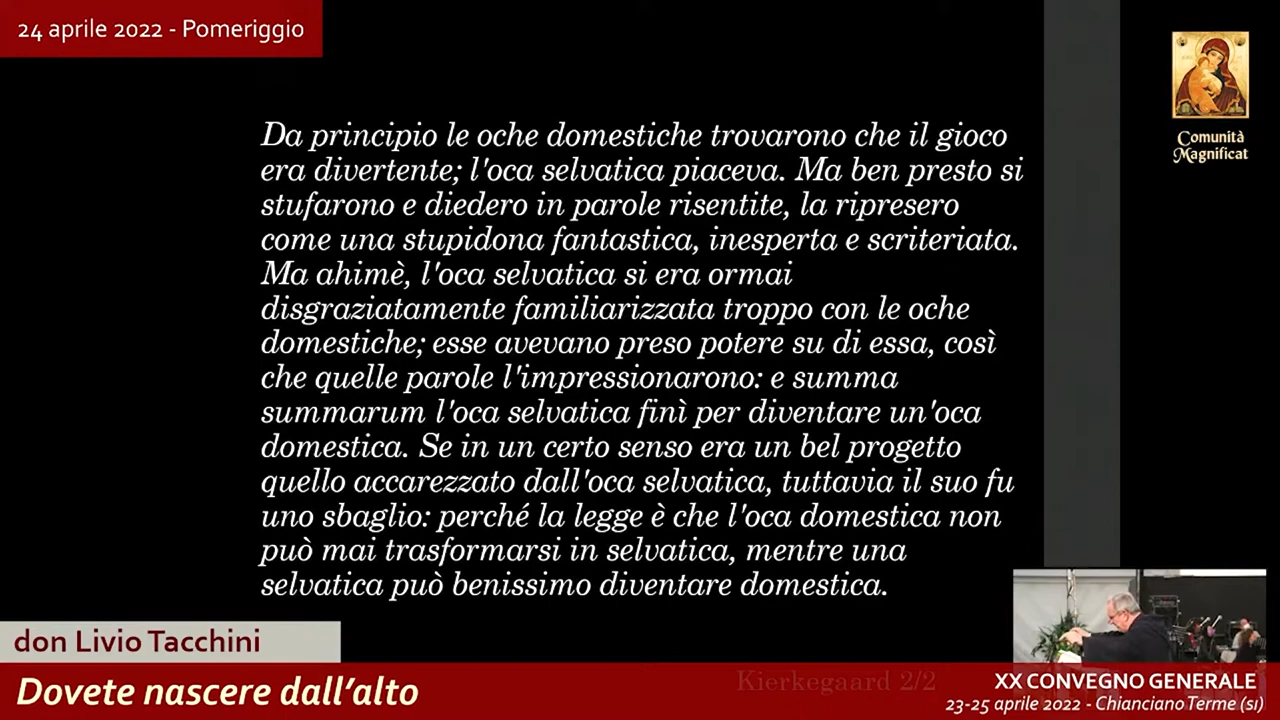 24 aprile 2022 - Pomeriggio
Comunità
Magnificat
Da principio le oche domestiche trovarono che il gioco
era divertente; l'oca selvatica piaceva. Ma ben presto si
stufarono e diedero in parole risentite, la ripresero
come una stupidona fantastica, inesperta e scriteriata.
Ma ahimè, l'oca selvatica si era ormai
disgraziatamente familiarizzata troppo con le oche
domestiche; esse avevano preso potere su di essa, così
che quelle parole l'impressionarono: e summa
summarum l'oca selvatica finì per diventare un'oca
domestica. Se in un certo senso era un bel progetto
quello accarezzato dall'oca selvatica, tuttavia il suo fu
uno sbaglio: perché la legge è che l'oca domestica non
può mai trasformarsi in selvatica, mentre una
selvatica può benissimo diventare domestica.
don Livio Tacchini
Dovete nascere dall'alto
Kierkegaard 2/2
XX CONVEGNO GENERALE
23-25 aprile 2022 - Chianciano Terme (SI)